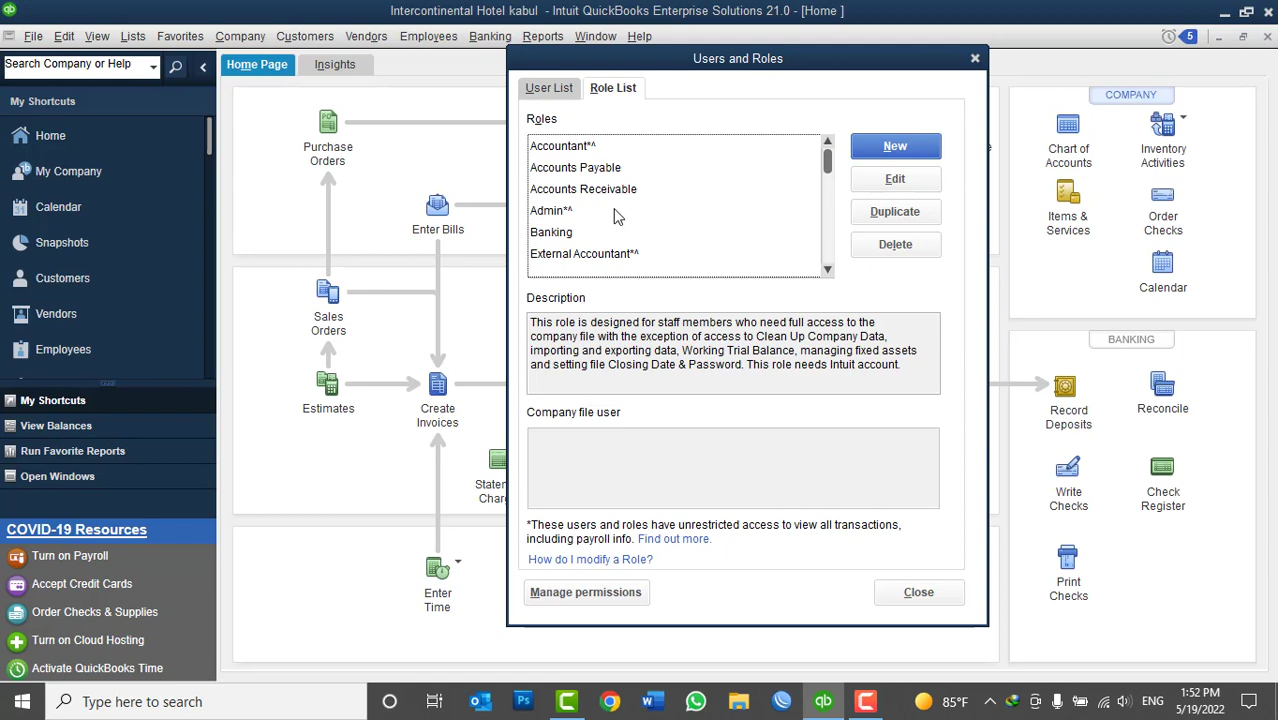 Intercontinental Hotel kabul - Intuit QuickBooks Enterprise Solutions 21.0 - [Home ]
File Edit View Lists Favorites Company Customers Vendors Employees Banking Reports Window Help
5
Search Company or Help
Home Page
Insights
My Shortcuts
Home
My Company
Calendar
Snapshots
Customers
Vendors
Employees
My Shortcuts
View Balances
Run Favorite Reports
Open Windows
COVID-19 Resources
Turn on Payroll
Accept Credit Cards
Order Checks & Supplies
Turn on Cloud Hosting
Activate QuickBooks Time
Purchase
Orders
Enter Bills
Sales
Orders
Estimates
Create
Invoices
Enter
Time
Users and Roles
User List
Role List
Roles
Accountant*^
Accounts Payable
Accounts Receivable
Admin*^
Banking
External Accountant*^
New
Edit
Duplicate
Delete
Description
This role is designed for staff members who need full access to the
company file with the exception of access to Clean Up Company Data,
importing and exporting data, Working Trial Balance, managing fixed assets
and setting file Closing Date & Password. This role needs Intuit account.
Company file user
*These users and roles have unrestricted access to view all transactions,
including payroll info. Find out more.
How do I modify a Role?
Manage permissions
Close
COMPANY
Chart of
Accounts
Inventory
Activities
Items &
Services
Order
Checks
Calendar
BANKING
Record
Deposits
Reconcile
Write
Checks
Check
Register
Print
Checks
Type here to search
Ps
qb
85°F
ENG
1:52 PM
5/19/2022